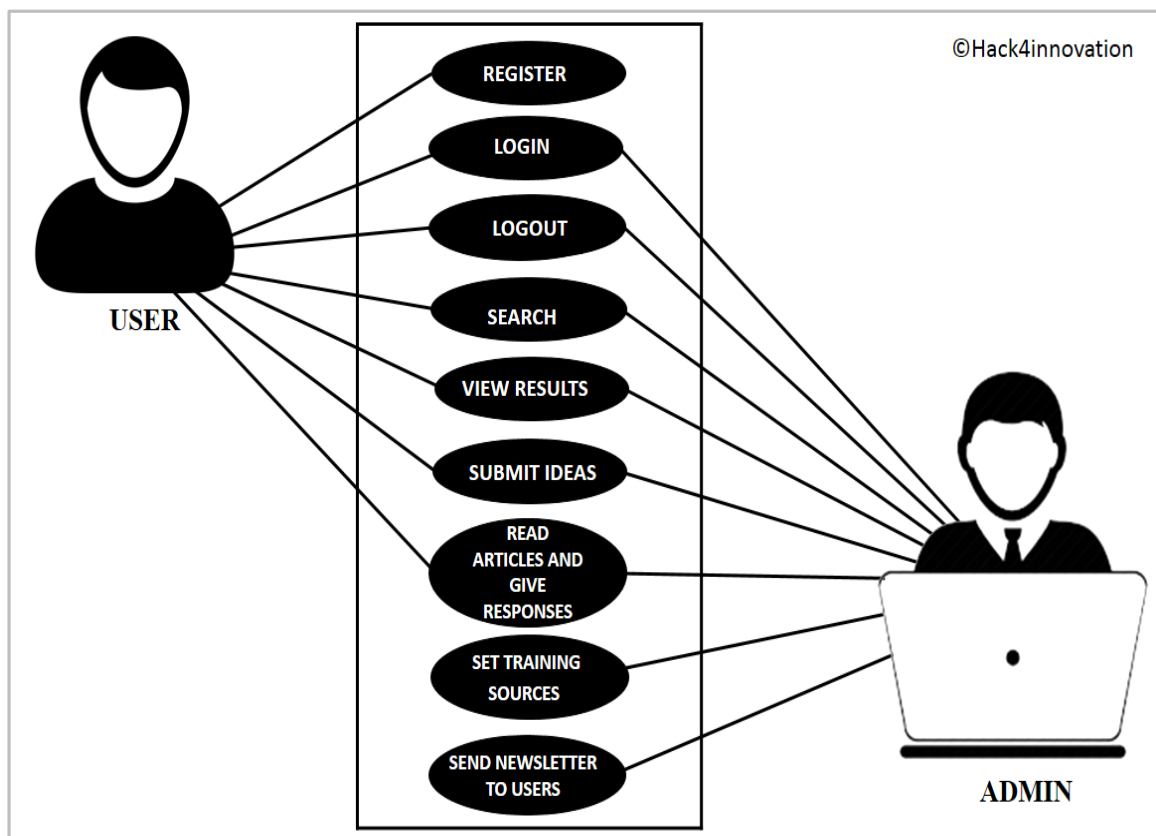 ©Hack4innovation
REGISTER
LOGIN
LOGOUT
SEARCH
VIEW RESULTS
SUBMIT IDEAS
READ
ARTICLES AND
GIVE
RESPONSES
SET TRAINING
SOURCES
SEND NEWSLETTER
TO USERS
USER
ADMIN